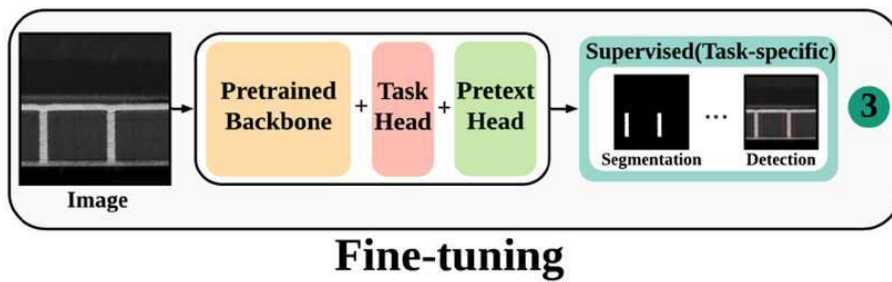 Image
Pretrained
Backbone
+
Task
Head
+
Pretext
Head
Supervised(Task-specific)
Segmentation
...
Detection
3
Fine-tuning